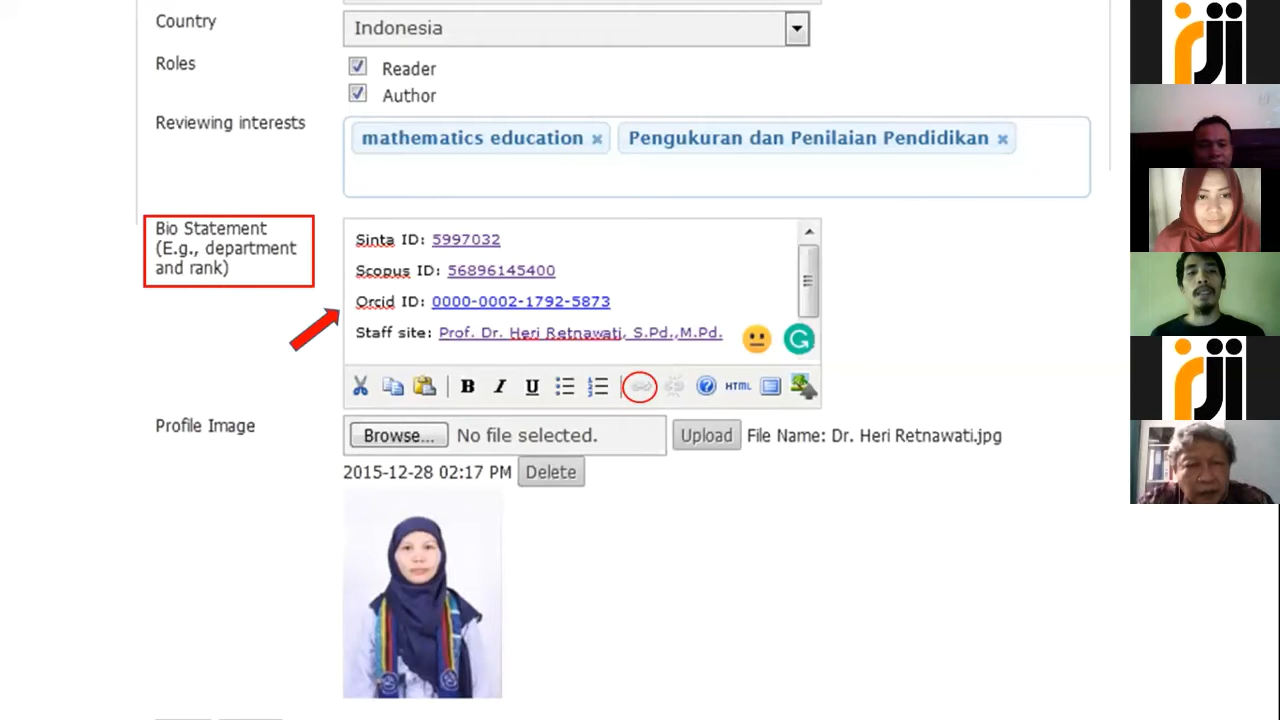 Country
Indonesia
Roles
Reader
Author
Reviewing interests
mathematics education ×
Pengukuran dan Penilaian Pendidikan ×
Bio Statement
(E.g., department
and rank)
Sinta ID: 5997032
Scopus ID: 56896145400
Orcid ID: 0000-0002-1792-5873
Staff site: Prof. Dr. Heri Retnawati, S.Pd.,M.Pd.
B I U
HTML
Profile Image
Browse... No file selected. Upload File Name: Dr. Heri Retnawati.jpg
2015-12-28 02:17 PM Delete
rji
rji